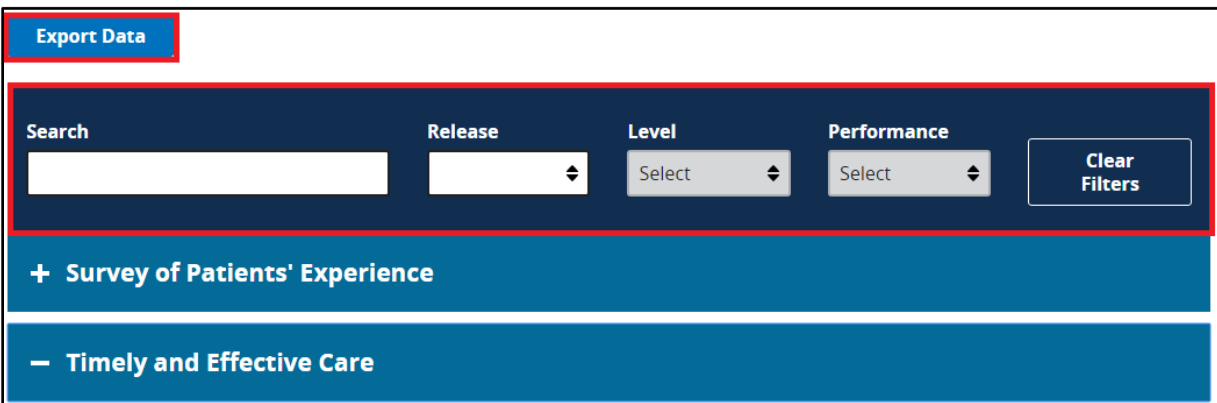 Export Data
Search
Release
Level
Performance
Select
Select
Clear
Filters
+ Survey of Patients' Experience
− Timely and Effective Care